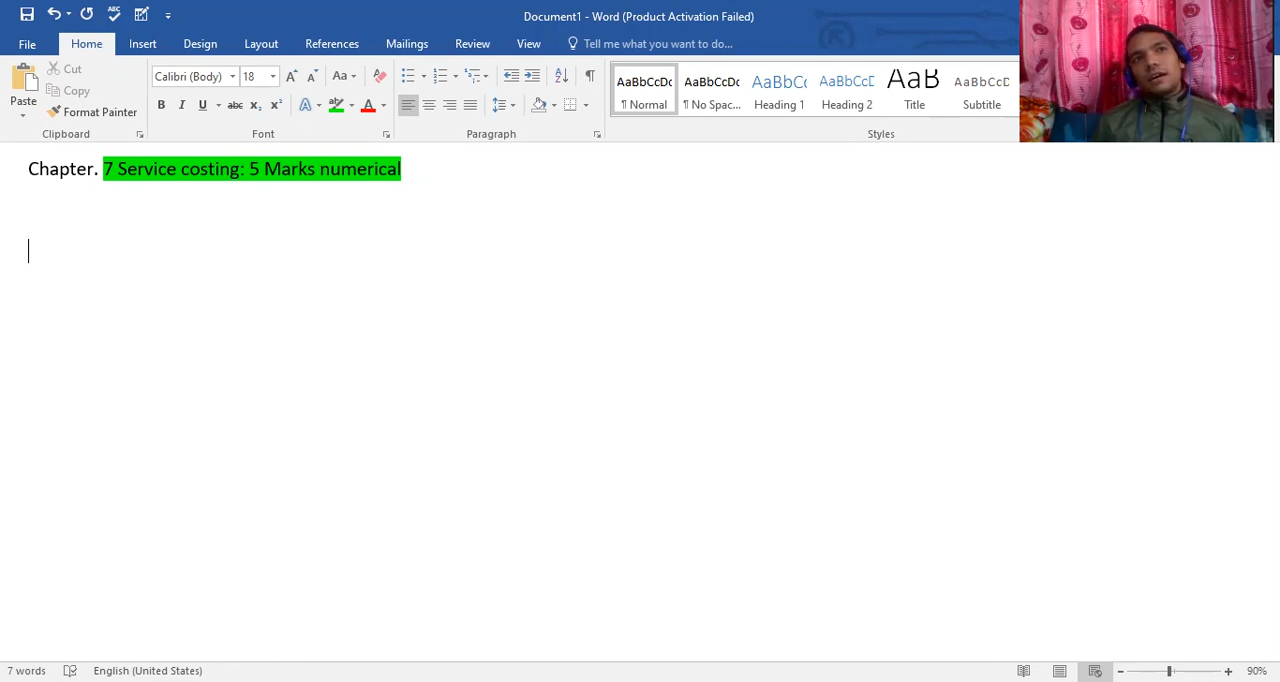 Document1 - Word (Product Activation Failed)
File Home Insert Design Layout References Mailings Review View Tell me what you want to do...
Paste
Cut
Copy
Format Painter
Clipboard
Calibri (Body) 18
Font
Paragraph
AaBbCcDc AaBbCcDc AaBbCc AaBbCcD AaB AaBbCcD
¶ Normal ¶ No Spac... Heading 1 Heading 2 Title Subtitle
Styles
Chapter. 7 Service costing: 5 Marks numerical
7 words English (United States) 90%